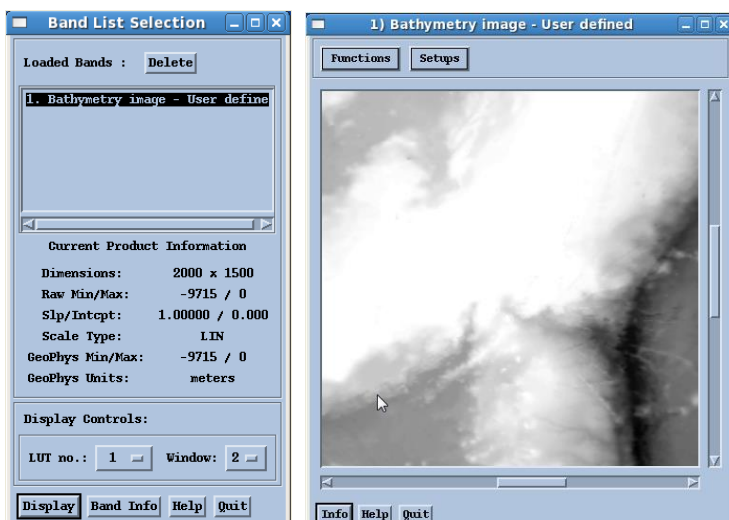 Band List Selection
Loaded Bands :
Delete
1. Bathymetry image - User define
Current Product Information
Dimensions: 2000 x 1500
Raw Min/Max: -9715 / 0
Slp/Intcpt: 1.00000 / 0.000
Scale Type: LIN
GeoPhys Min/Max: -9715 / 0
GeoPhys Units: meters
Display Controls:
LUT no.: 1 Window: 2
Display Band Info Help Quit
1) Bathymetry image - User defined
Functions Setups
Info Help Quit